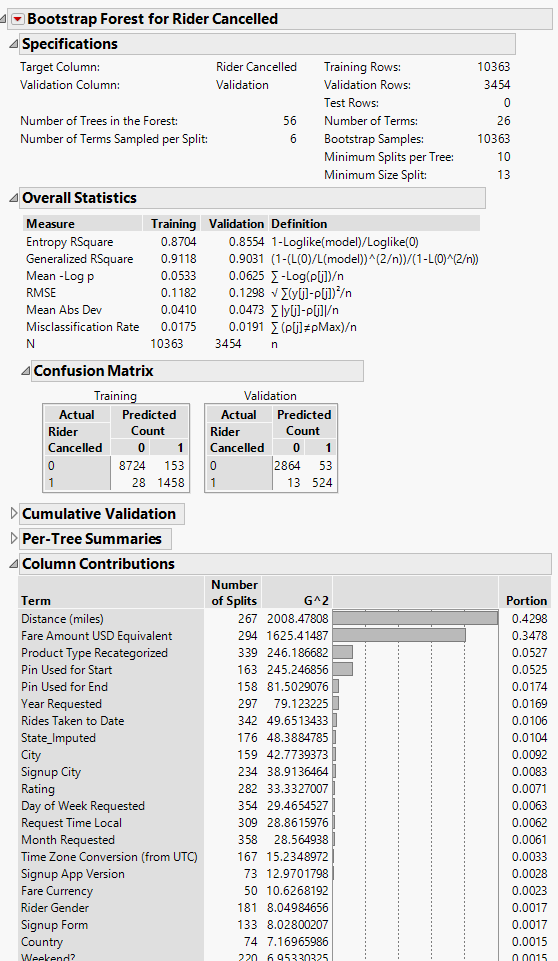 Bootstrap Forest for Rider Cancelled
Specifications
Target Column: Rider Cancelled Training Rows: 10363
Validation Column: Validation Validation Rows: 3454
Test Rows: 0
Number of Trees in the Forest: 56 Number of Terms: 26
Number of Terms Sampled per Split: 6 Bootstrap Samples: 10363
Minimum Splits per Tree: 10
Minimum Size Split: 13
Overall Statistics
Measure Training Validation Definition
Entropy RSquare 0.8704 0.8554 1-Loglike(model)/Loglike(0)
Generalized RSquare 0.9118 0.9031 (1-(L(0)/L(model))^(2/n))/(1-L(0)^(2/n))
Mean -Log p 0.0533 0.0625 ∑ -Log(ρ[j])/n
RMSE 0.1182 0.1298 √ ∑(y[j]-ρ[j])²/n
Mean Abs Dev 0.0410 0.0473 ∑ |y[j]-ρ[j]|/n
Misclassification Rate 0.0175 0.0191 ∑ (ρ[j]≠ρMax)/n
N 10363 3454 n
Confusion Matrix
Training Validation
Actual Predicted Actual Predicted
Rider Count Rider Count
Cancelled 0 1 Cancelled 0 1
0 8724 153 0 2864 53
1 28 1458 1 13 524
Cumulative Validation
Per-Tree Summaries
Column Contributions
Number
Term of Splits G^2 Portion
Distance (miles) 267 2008.47808 0.4298
Fare Amount USD Equivalent 294 1625.41487 0.3478
Product Type Recategorized 339 246.186682 0.0527
Pin Used for Start 163 245.246856 0.0525
Pin Used for End 158 81.5029076 0.0174
Year Requested 297 79.123225 0.0169
Rides Taken to Date 342 49.6513433 0.0106
State_Imputed 176 48.3884785 0.0104
City 159 42.7739373 0.0092
Signup City 234 38.9136464 0.0083
Rating 282 33.3327007 0.0071
Day of Week Requested 354 29.4654527 0.0063
Request Time Local 309 28.8615976 0.0062
Month Requested 358 28.564938 0.0061
Time Zone Conversion (from UTC) 167 15.2348972 0.0033
Signup App Version 73 12.9701798 0.0028
Fare Currency 50 10.6268192 0.0023
Rider Gender 181 8.04984656 0.0017
Signup Form 133 8.02800207 0.0017
Country 74 7.16965986 0.0015
Weekend? 220 6.95330325 0.0015